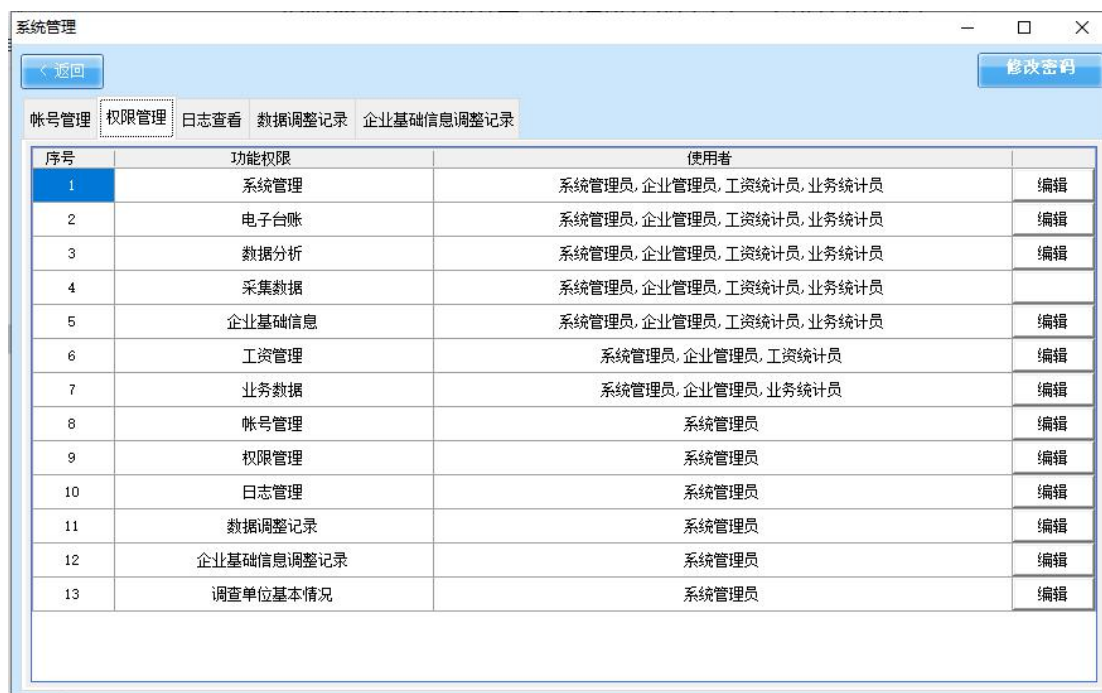 系统管理
< 返回
修改密码
帐号管理 权限管理 日志查看 数据调整记录 企业基础信息调整记录
序号 功能权限 使用者
1 系统管理 系统管理员,企业管理员,工资统计员,业务统计员 编辑
2 电子台账 系统管理员,企业管理员,工资统计员,业务统计员 编辑
3 数据分析 系统管理员,企业管理员,工资统计员,业务统计员 编辑
4 采集数据 系统管理员,企业管理员,工资统计员,业务统计员
5 企业基础信息 系统管理员,企业管理员,工资统计员,业务统计员 编辑
6 工资管理 系统管理员,企业管理员,工资统计员 编辑
7 业务数据 系统管理员,企业管理员,业务统计员 编辑
8 帐号管理 系统管理员 编辑
9 权限管理 系统管理员 编辑
10 日志管理 系统管理员 编辑
11 数据调整记录 系统管理员 编辑
12 企业基础信息调整记录 系统管理员 编辑
13 调查单位基本情况 系统管理员 编辑